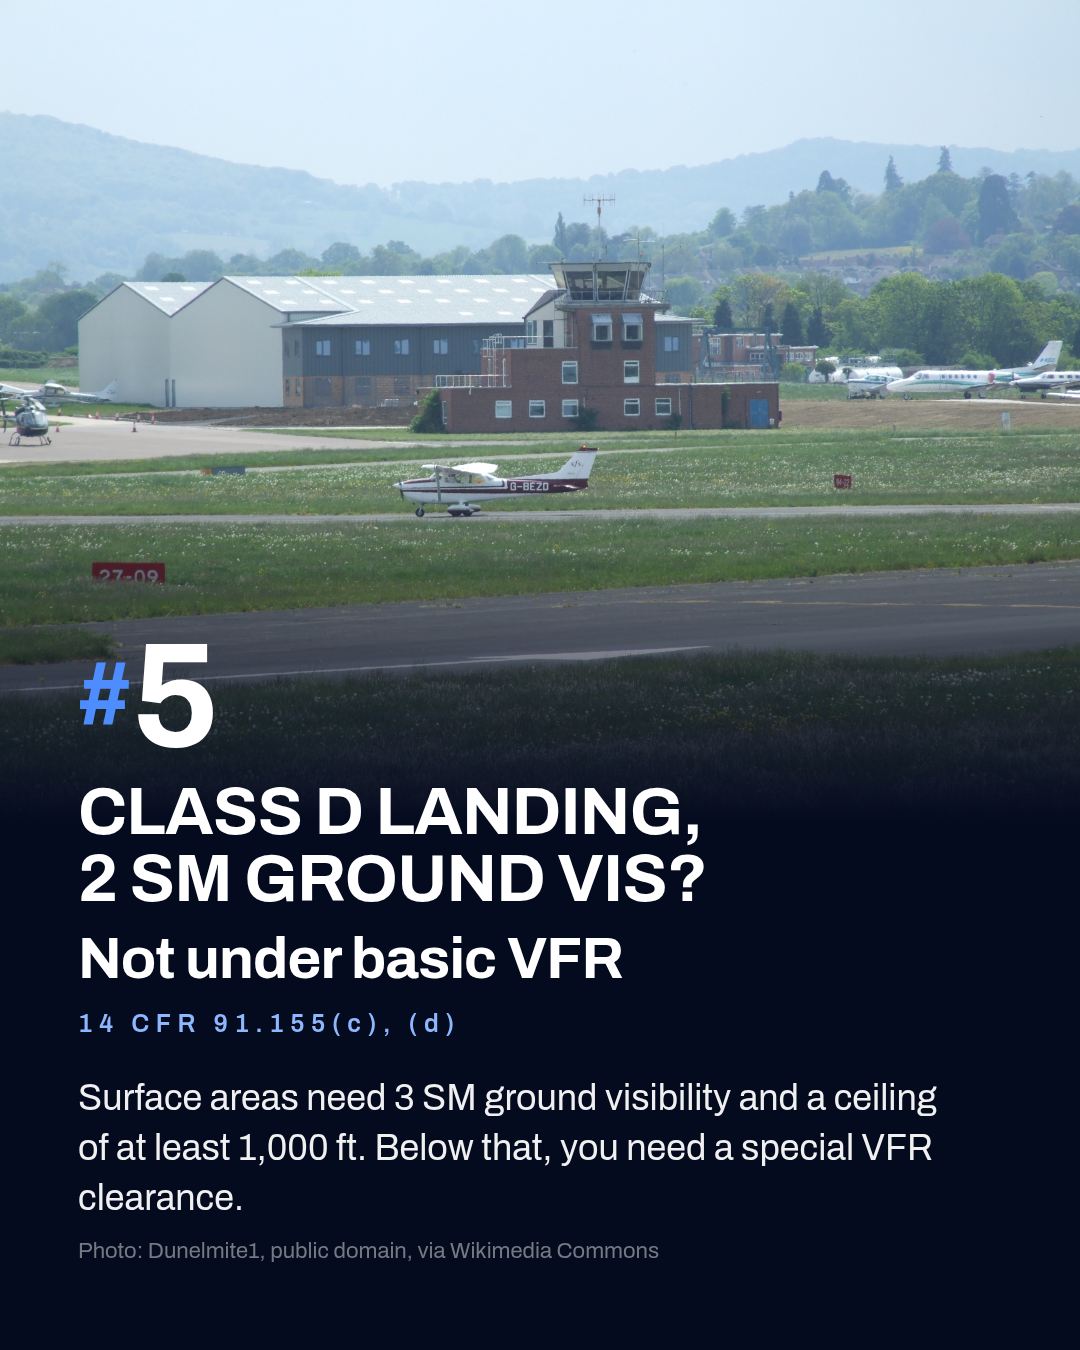 G-BEZO
27-09
#5
CLASS D LANDING,
2 SM GROUND VIS?
Not under basic VFR
14 CFR 91.155(c), (d)
Surface areas need 3 SM ground visibility and a ceiling
of at least 1,000 ft. Below that, you need a special VFR
clearance.
Photo: Dunelmite1, public domain, via Wikimedia Commons